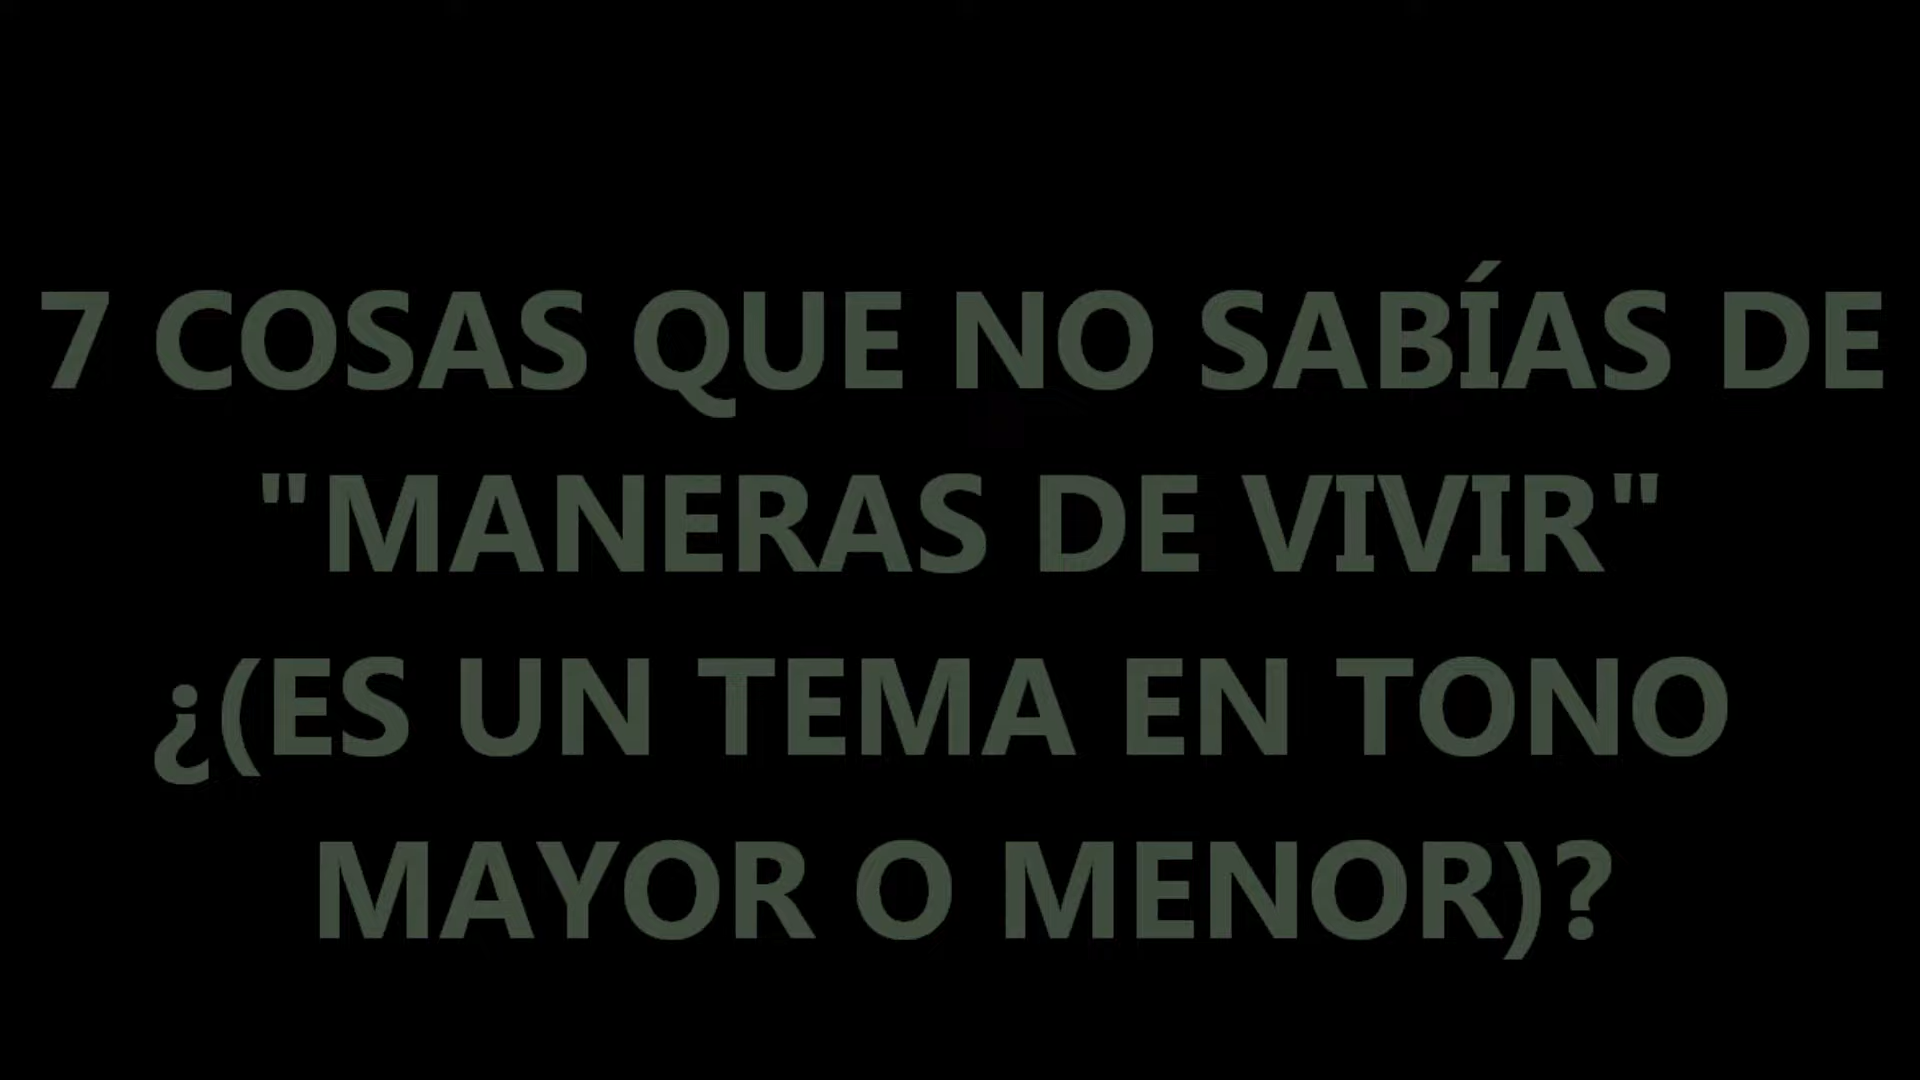 7 COSAS QUE NO SABÍAS DE
"MANERAS DE VIVIR"
¿(ES UN TEMA EN TONO
MAYOR O MENOR)?